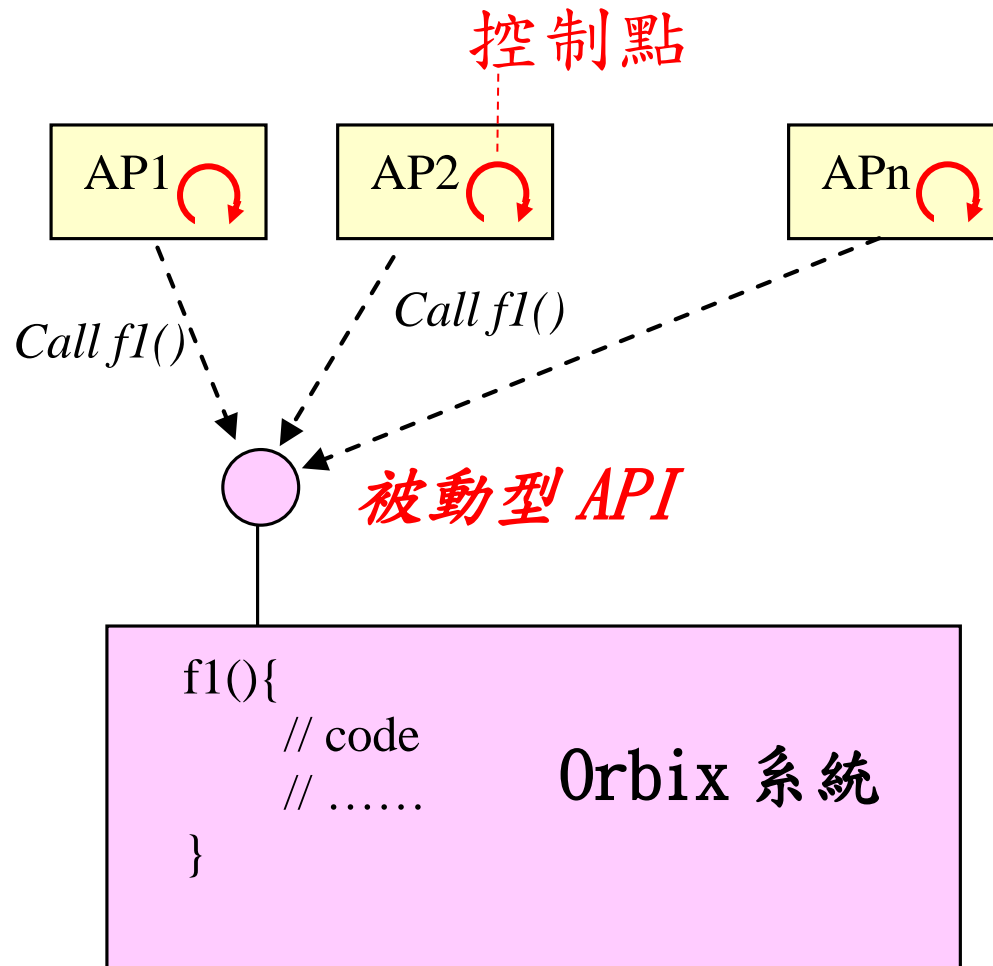 控制點
AP1
AP2
APn
Call f1()
Call f1()
被動型 API
f1(){
// code
// ……
}
Orbix 系統